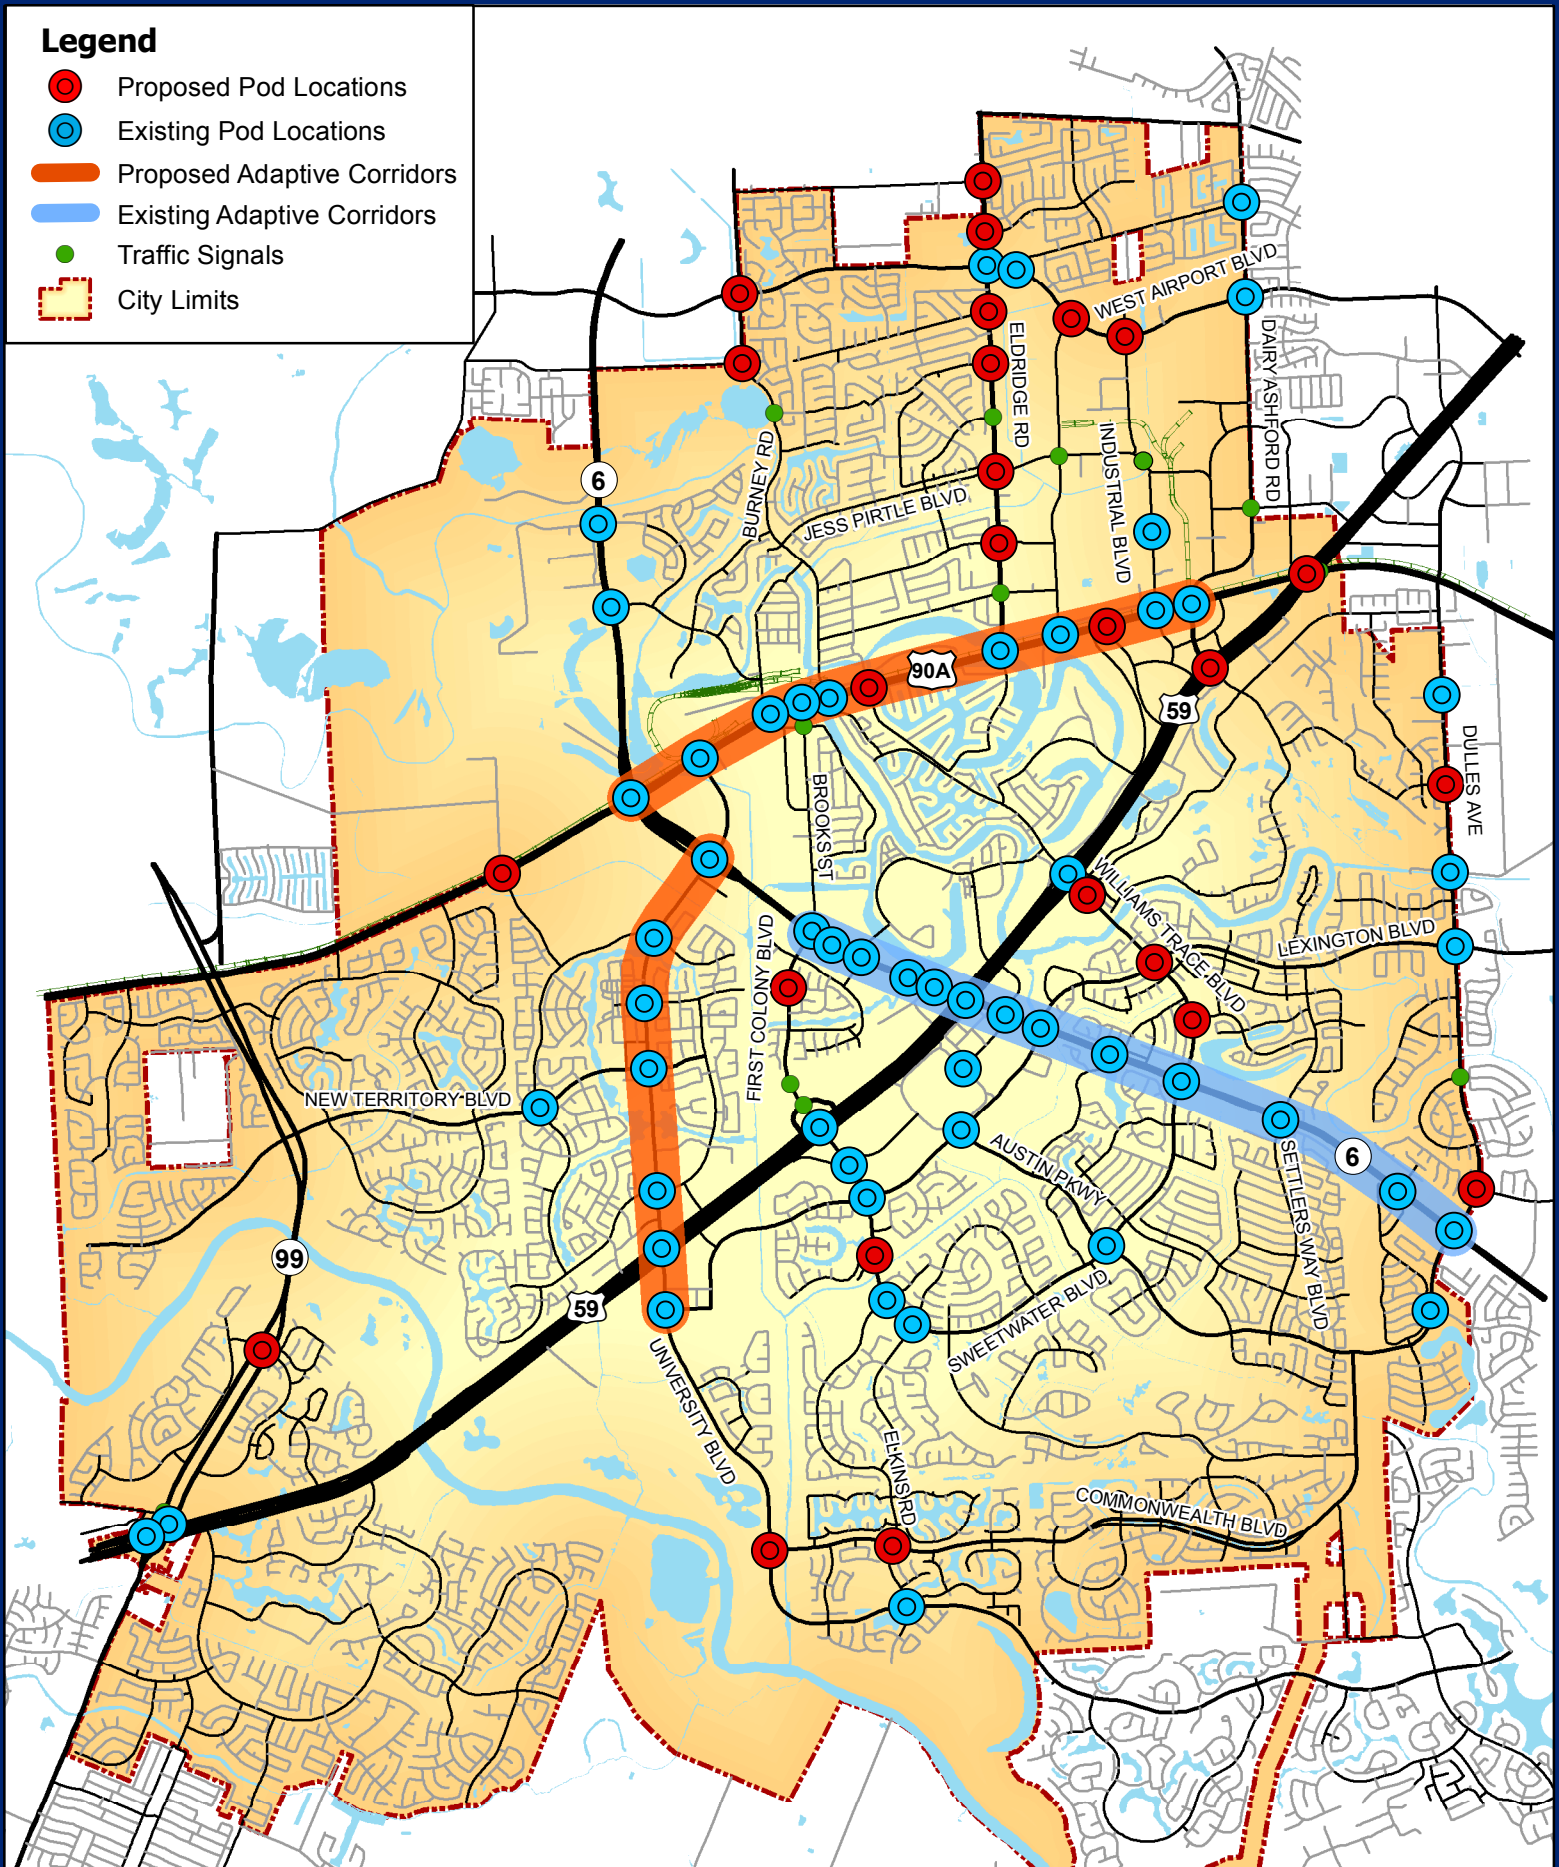 Legend
Proposed Pod Locations
Existing Pod Locations
Proposed Adaptive Corridors
Existing Adaptive Corridors
Traffic Signals
City Limits
WEST AIRPORT BLVD
ELDRIDGE RD
DAIRY ASHFORD RD
INDUSTRIAL BLVD
BURNEY RD
6
JESS PIRTLE BLVD
90A
59
DULLES AVE
BROOKS ST
WILLIAMS TRACE BLVD
LEXINGTON BLVD
FIRST COLONY BLVD
NEW TERRITORY BLVD
AUSTIN PKWY
6
SETTLERS WAY BLVD
99
59
SWEETWATER BLVD
UNIVERSITY BLVD
ELKINS RD
COMMONWEALTH BLVD